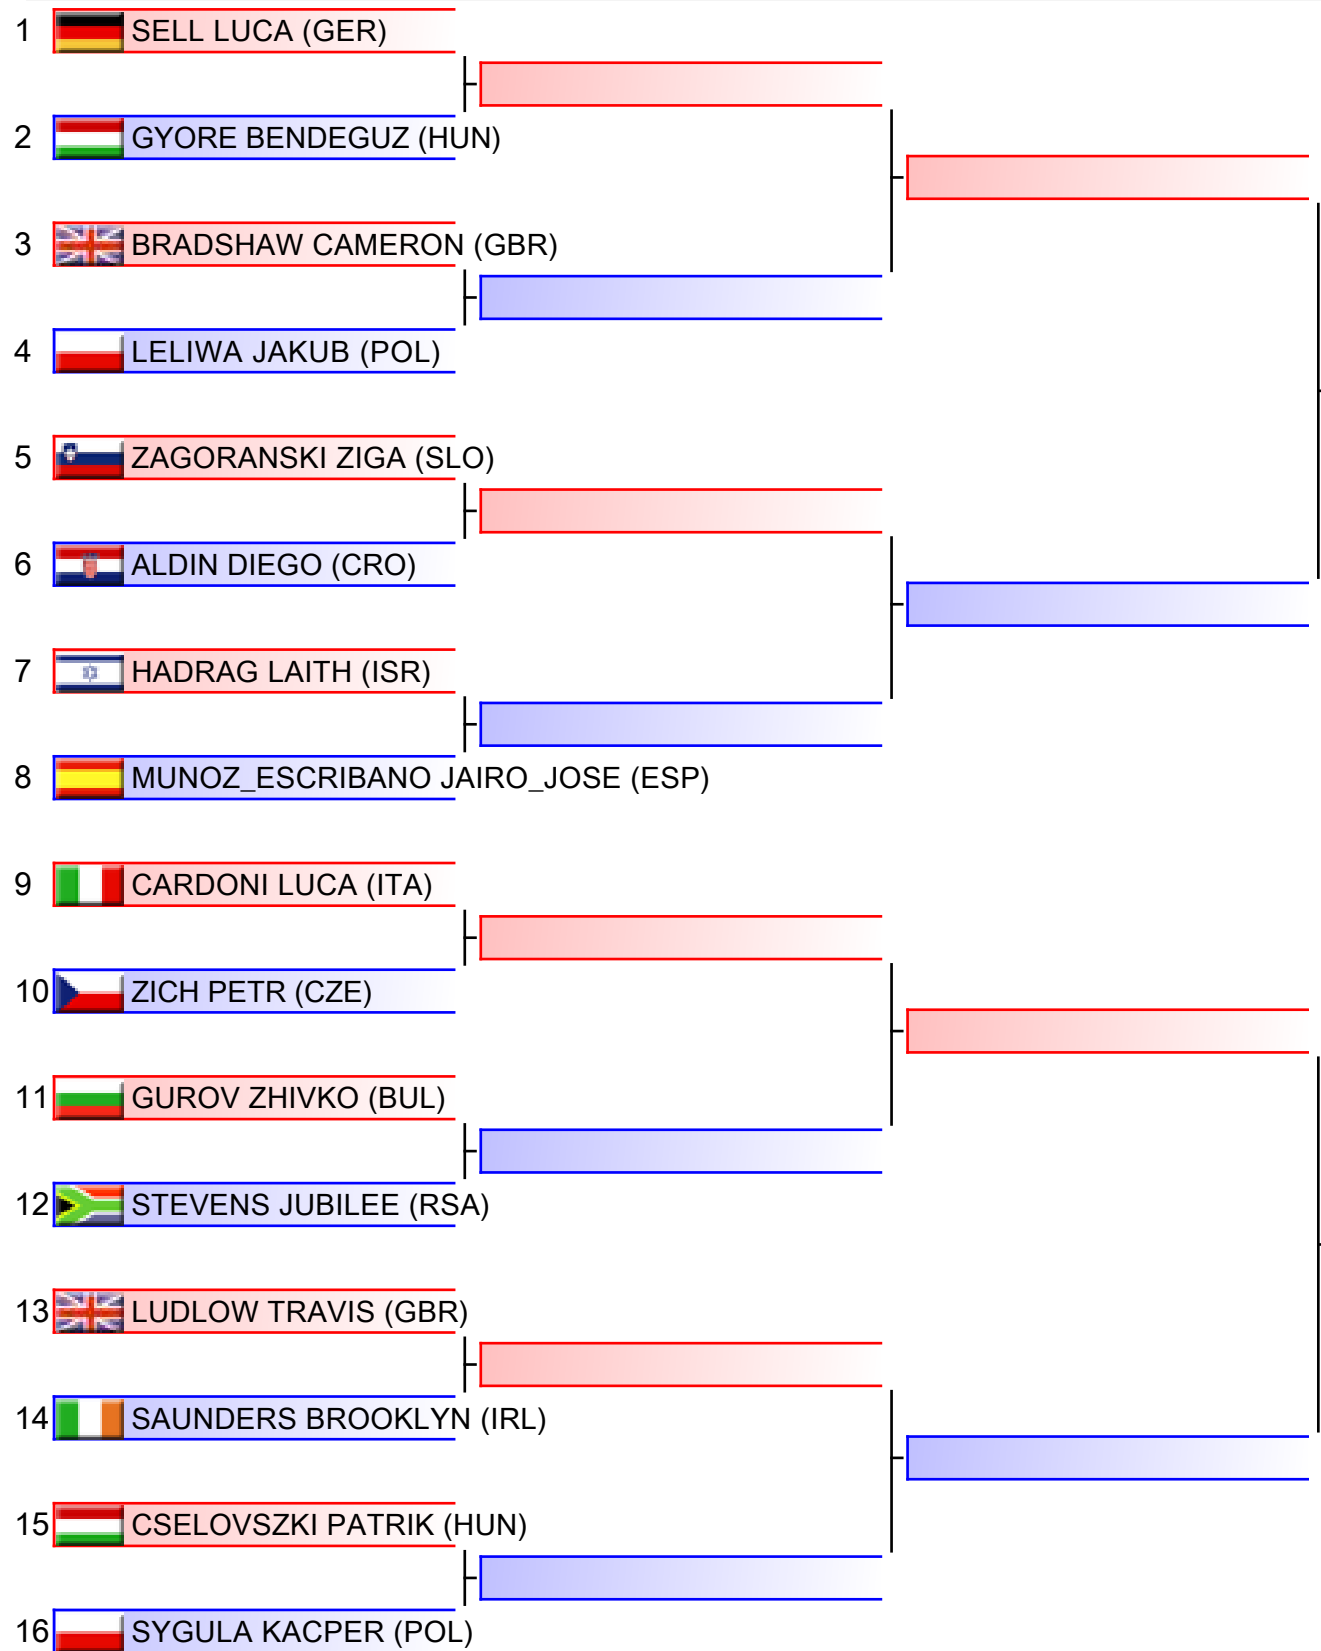 1 SELL LUCA (GER)
2 GYORE BENDEGUZ (HUN)
3 BRADSHAW CAMERON (GBR)
4 LELIWA JAKUB (POL)
5 ZAGORANSKI ZIGA (SLO)
6 ALDIN DIEGO (CRO)
7 HADRAG LAITH (ISR)
8 MUNOZ_ESCRIBANO JAIRO_JOSE (ESP)
9 CARDONI LUCA (ITA)
10 ZICH PETR (CZE)
11 GUROV ZHIVKO (BUL)
12 STEVENS JUBILEE (RSA)
13 LUDLOW TRAVIS (GBR)
14 SAUNDERS BROOKLYN (IRL)
15 CSELOVSZKI PATRIK (HUN)
16 SYGULA KACPER (POL)